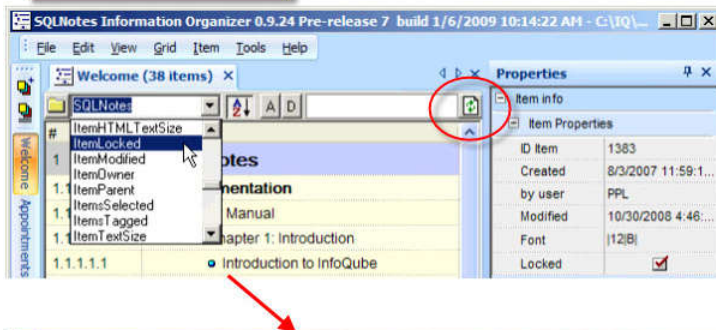 SQLNotes Information Organizer 0.9.24 Pre-release 7 build 1/6/2009 10:14:22 AM - C:\IQ\
File Edit View Grid Item Tools Help
Welcome (38 items)
Properties
SQLNotes
A D
Item info
#
ItemHTMLTextSize
Item Properties
ItemLocked
ID Item 1383
1
ItemModified
otes
Created 8/3/2007 11:59:1...
ItemOwner
1.1
ItemParent
mentation
by user PPL
ItemsSelected
Manual
Modified 10/30/2008 4:46:...
ItemsTagged
ItemTextSize
hapter 1: Introduction
Font |12|B|
1.1.1.1.1 Introduction to InfoQube
Locked
Welcome
Appointments